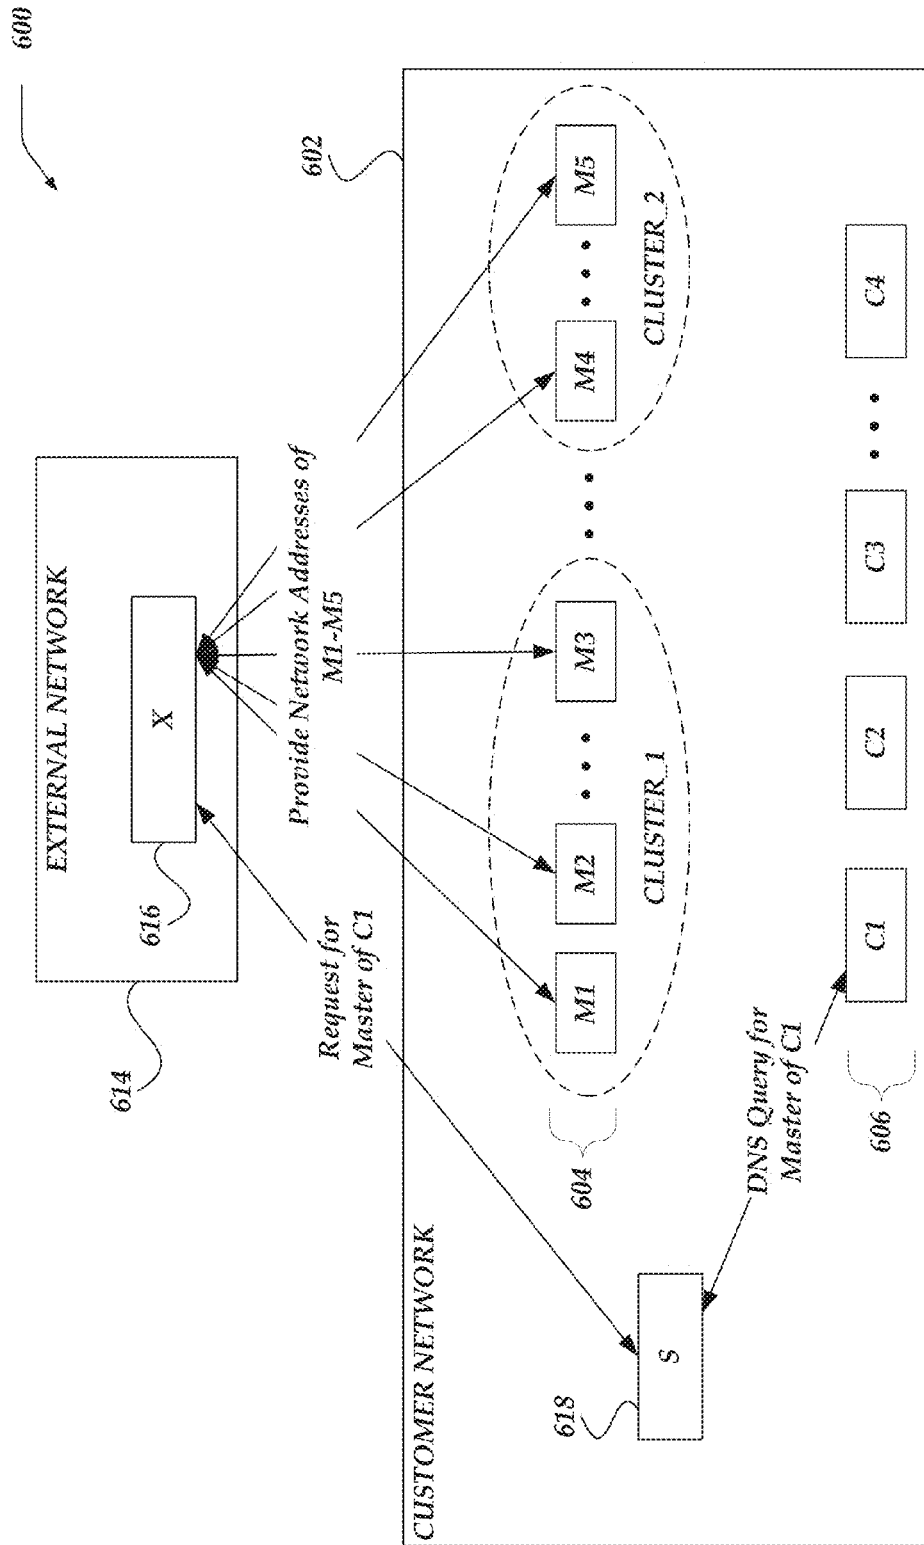 600
EXTERNAL NETWORK
X
616
614
Provide Network Addresses of
M1-M5
Request for
Master of C1
602
CUSTOMER NETWORK
M1
M2
M3
M4
M5
CLUSTER_1
CLUSTER_2
604
S
618
DNS Query for
Master of C1
C1
C2
C3
C4
606